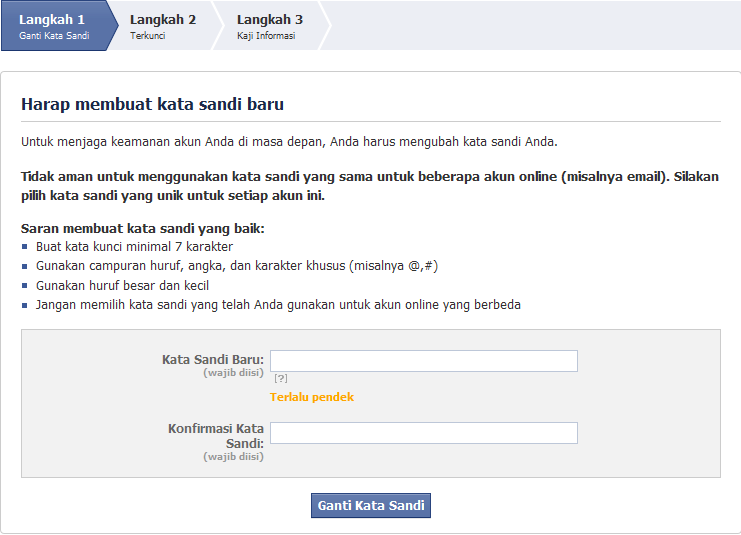 Langkah 1
Ganti Kata Sandi
Langkah 2
Terkunci
Langkah 3
Kaji Informasi
Harap membuat kata sandi baru
Untuk menjaga keamanan akun Anda di masa depan, Anda harus mengubah kata sandi Anda.
Tidak aman untuk menggunakan kata sandi yang sama untuk beberapa akun online (misalnya email). Silakan
pilih kata sandi yang unik untuk setiap akun ini.
Saran membuat kata sandi yang baik:
Buat kata kunci minimal 7 karakter
Gunakan campuran huruf, angka, dan karakter khusus (misalnya @,#)
Gunakan huruf besar dan kecil
Jangan memilih kata sandi yang telah Anda gunakan untuk akun online yang berbeda
Kata Sandi Baru:
(wajib diisi)
[?]
Terlalu pendek
Konfirmasi Kata
Sandi:
(wajib diisi)
Ganti Kata Sandi